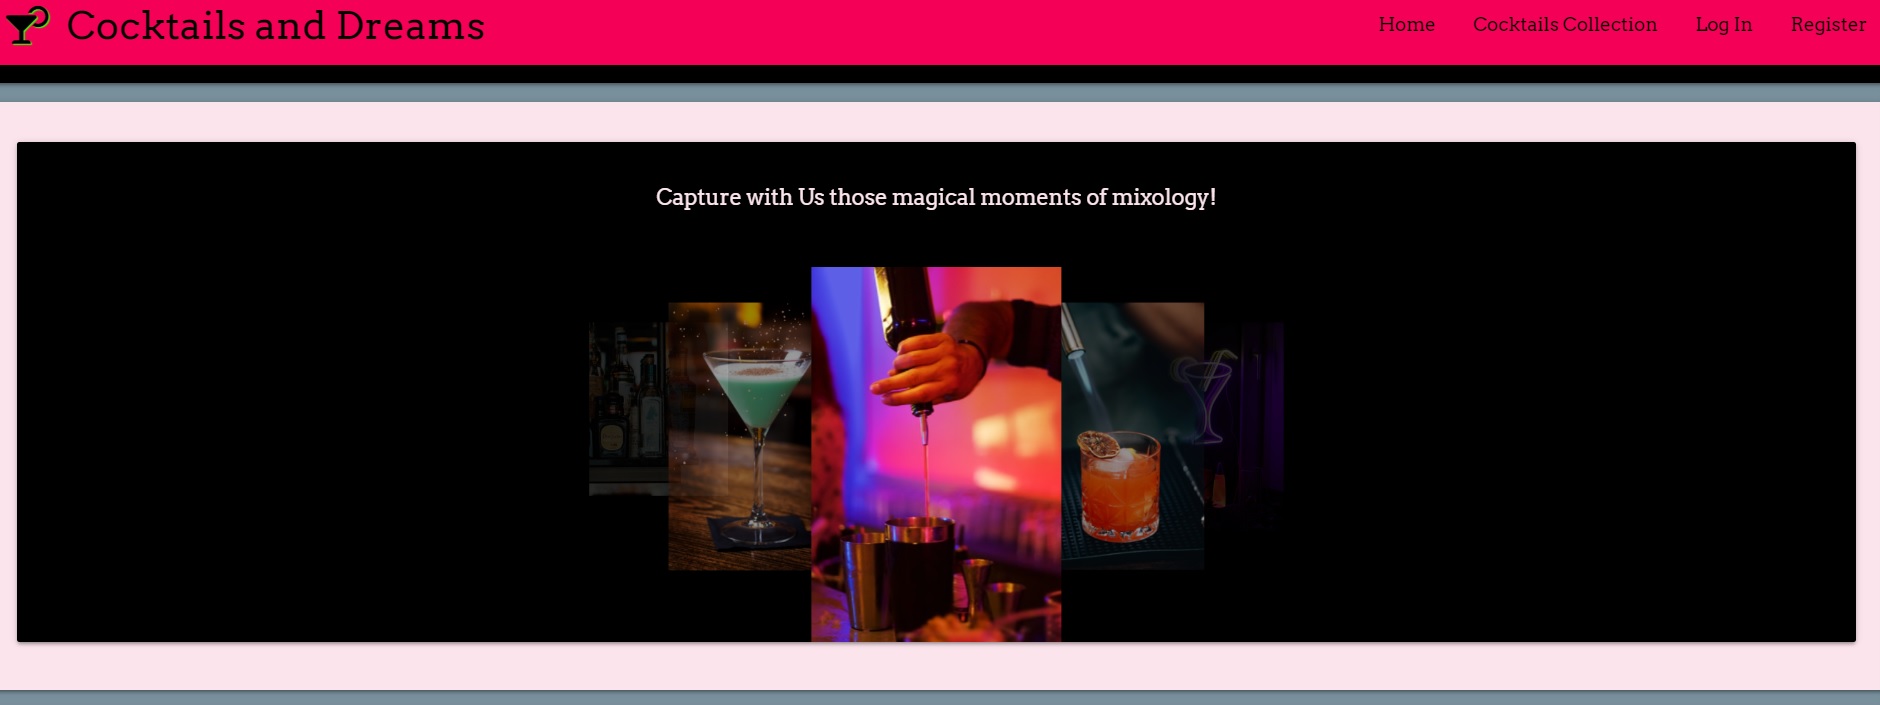 Cocktails and Dreams
Home Cocktails Collection Log In Register
Capture with Us those magical moments of mixology!